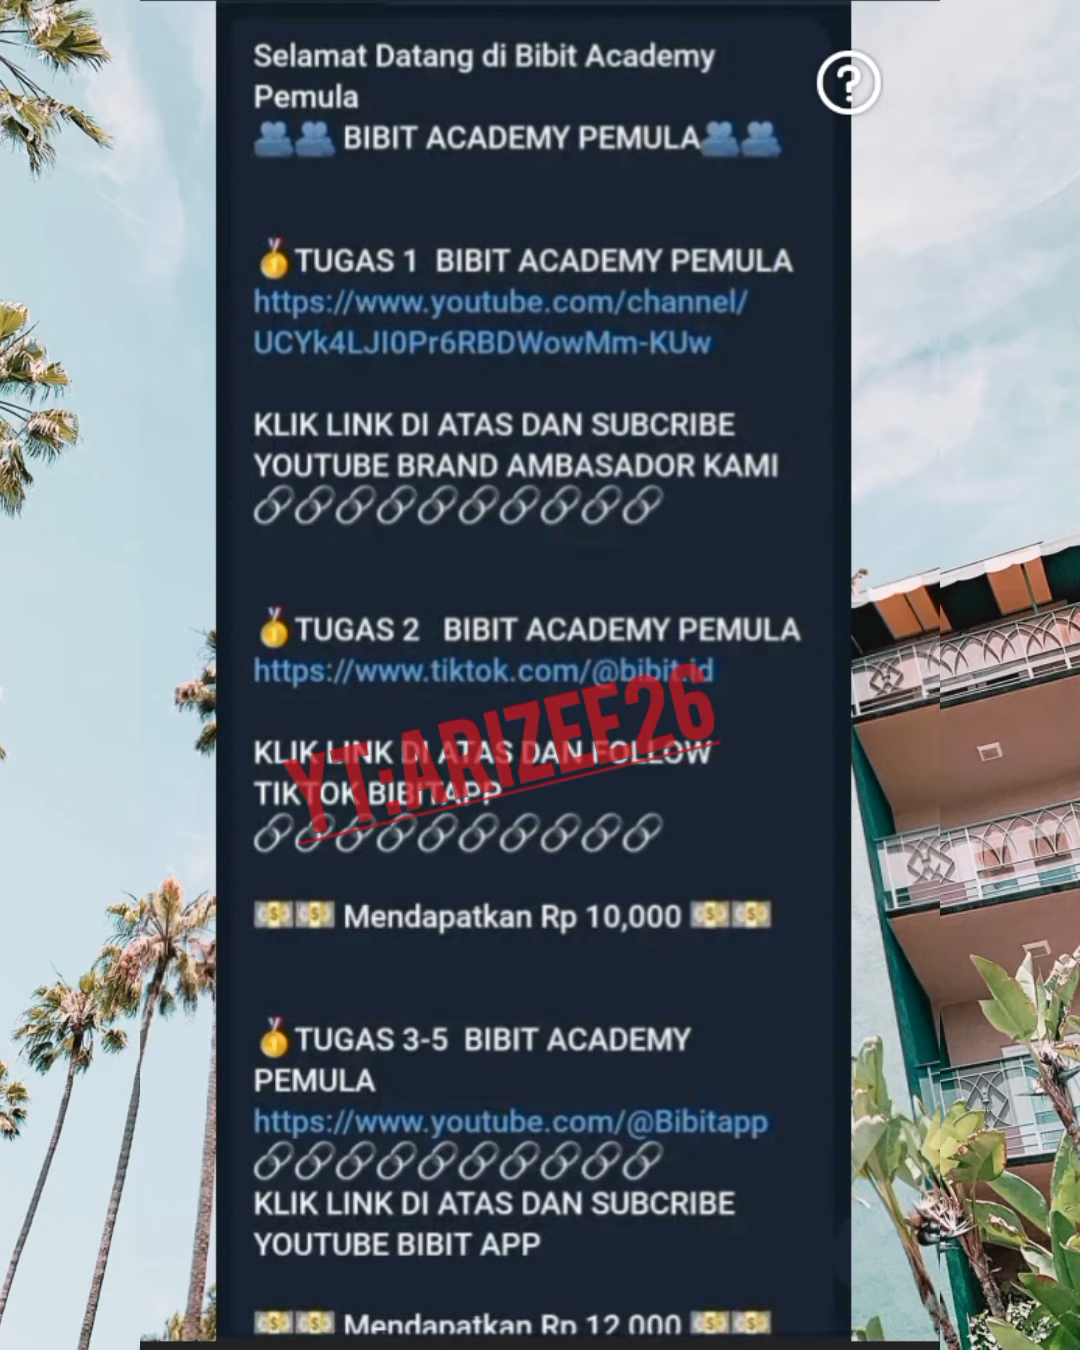 Selamat Datang di Bibit Academy
Pemula
👥👥 BIBIT ACADEMY PEMULA👥👥
🥇TUGAS 1 BIBIT ACADEMY PEMULA
https://www.youtube.com/channel/
UCYk4LJI0Pr6RBDWowMm-KUw
KLIK LINK DI ATAS DAN SUBCRIBE
YOUTUBE BRAND AMBASADOR KAMI
🔗🔗🔗🔗🔗🔗🔗🔗🔗🔗
🥇TUGAS 2 BIBIT ACADEMY PEMULA
https://www.tiktok.com/@bibit.id
YT:ARIZEE26
KLIK LINK DI ATAS DAN FOLLOW
TIKTOK BIBITAPP
🔗🔗🔗🔗🔗🔗🔗🔗🔗🔗
💵💵 Mendapatkan Rp 10,000 💵💵
🥇TUGAS 3-5 BIBIT ACADEMY
PEMULA
https://www.youtube.com/@Bibitapp
🔗🔗🔗🔗🔗🔗🔗🔗🔗🔗
KLIK LINK DI ATAS DAN SUBCRIBE
YOUTUBE BIBIT APP
💵💵 Mendapatkan Rp 12,000 💵💵